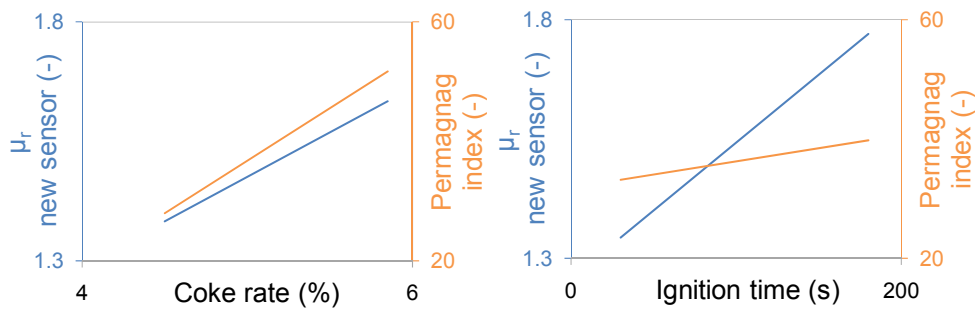 1.8
60
μr
new sensor (-)
Permagnag
index (-)
1.3
20
4
Coke rate (%)
6
1.8
60
μr
new sensor (-)
Permagnag
index (-)
1.3
20
0
Ignition time (s)
200